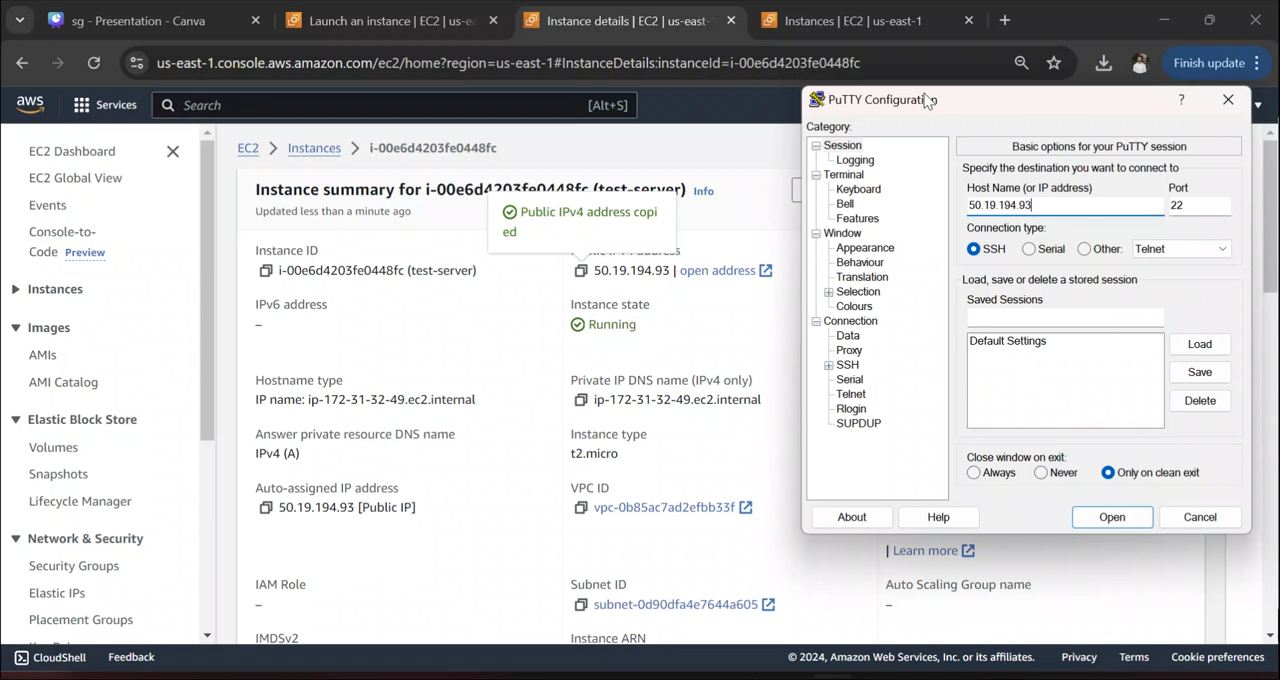 sg - Presentation - Canva
Launch an instance | EC2 | us-ea
Instance details | EC2 | us-east-
Instances | EC2 | us-east-1
us-east-1.console.aws.amazon.com/ec2/home?region=us-east-1#InstanceDetails:instanceId=i-00e6d4203fe0448fc
Finish update
aws
Services
Search
[Alt+S]
EC2 Dashboard
EC2 Global View
Events
Console-to-
Code Preview
Instances
Images
AMIs
AMI Catalog
Elastic Block Store
Volumes
Snapshots
Lifecycle Manager
Network & Security
Security Groups
Elastic IPs
Placement Groups
EC2 > Instances > i-00e6d4203fe0448fc
Instance summary for i-00e6d4203fe0448fc (test-server) Info
Updated less than a minute ago
Public IPv4 address copi
ed
Instance ID
i-00e6d4203fe0448fc (test-server)
50.19.194.93 | open address
IPv6 address
–
Instance state
Running
Hostname type
IP name: ip-172-31-32-49.ec2.internal
Private IP DNS name (IPv4 only)
ip-172-31-32-49.ec2.internal
Answer private resource DNS name
IPv4 (A)
Instance type
t2.micro
Auto-assigned IP address
50.19.194.93 [Public IP]
VPC ID
vpc-0b85ac7ad2efbb33f
| Learn more
IAM Role
–
Subnet ID
subnet-0d90dfa4e7644a605
Auto Scaling Group name
–
IMDSv2
Instance ARN
PuTTY Configuration
?
Category:
Session
Logging
Terminal
Keyboard
Bell
Features
Window
Appearance
Behaviour
Translation
Selection
Colours
Connection
Data
Proxy
SSH
Serial
Telnet
Rlogin
SUPDUP
Basic options for your PuTTY session
Specify the destination you want to connect to
Host Name (or IP address)
Port
50.19.194.93
22
Connection type:
SSH
Serial
Other:
Telnet
Load, save or delete a stored session
Saved Sessions
Default Settings
Load
Save
Delete
Close window on exit:
Always
Never
Only on clean exit
About
Help
Open
Cancel
CloudShell
Feedback
© 2024, Amazon Web Services, Inc. or its affiliates.
Privacy
Terms
Cookie preferences